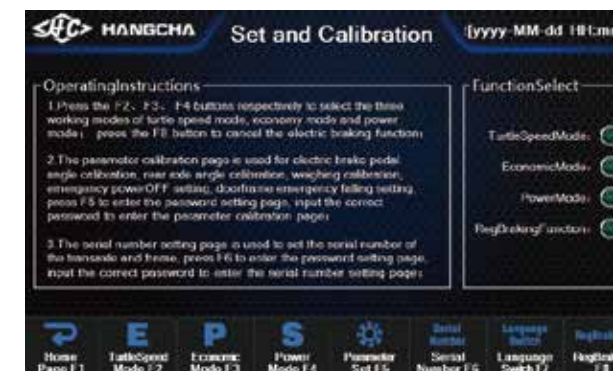 HC HANGCHA
Set and Calibration
[yyyy-MM-dd HH:mm
OperatingInstructions
1.Press the F2、F3、F4 buttons respectively to select the three
working modes of turtle speed mode, economy mode and power
mode; press the F8 button to cancel the electric braking function;
2.The parameter calibration page is used for electric brake pedal
angle calibration, rear axle angle calibration, weighing calibration,
emergency powerOFF setting, doorframe emergency falling setting,
press F5 to enter the password setting page, input the correct
password to enter the parameter calibration page;
3.The serial number setting page is used to set the serial number of
the transaxle and frame, press F6 to enter the password setting page,
input the correct password to enter the serial number setting page;
FunctionSelect
TurtleSpeedMode:
EconomicMode:
PowerMode:
RegBrakingFunction:
E P S
Serial
Number
Language
Switch
RegBrak
Home
Page F1
TurtleSpeed
Mode F2
Economic
Mode F3
Power
Mode F4
Parameter
Set F5
Serial
Number F6
Language
Switch F7